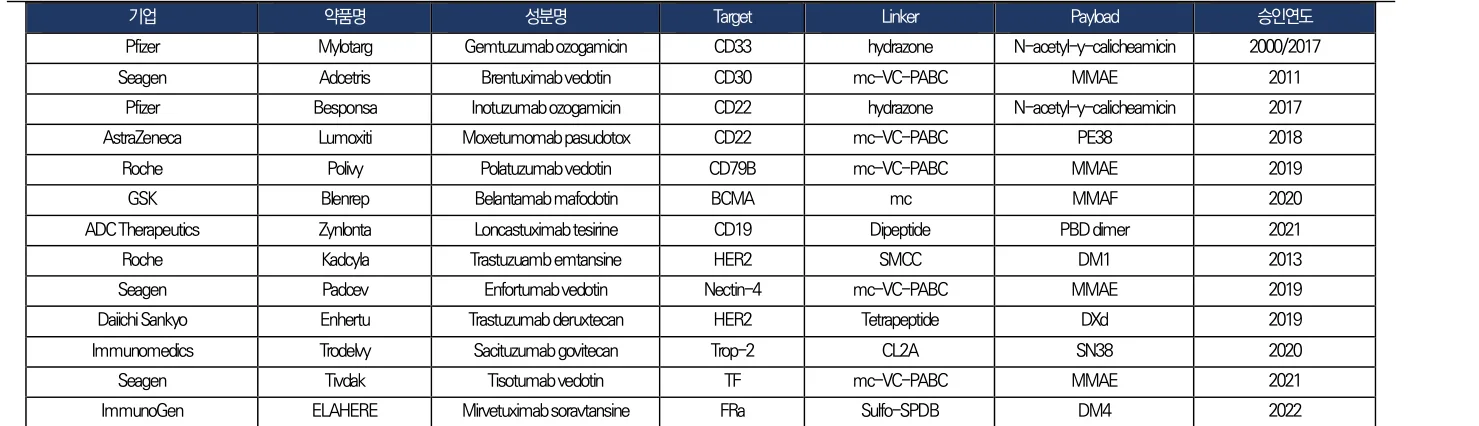 기업 약품명 성분명 Target Linker Payload 승인연도
Pfizer Mylotarg Gemtuzumab ozogamicin CD33 hydrazone N-acetyl-γ-calicheamicin 2000/2017
Seagen Adcetris Brentuximab vedotin CD30 mc-VC-PABC MMAE 2011
Pfizer Besponsa Inotuzumab ozogamicin CD22 hydrazone N-acetyl-γ-calicheamicin 2017
AstraZeneca Lumoxiti Moxetumomab pasudotox CD22 mc-VC-PABC PE38 2018
Roche Polivy Polatuzumab vedotin CD79B mc-VC-PABC MMAE 2019
GSK Blenrep Belantamab mafodotin BCMA mc MMAF 2020
ADC Therapeutics Zynlonta Loncastuximab tesirine CD19 Dipeptide PBD dimer 2021
Roche Kadcyla Trastuzuamb emtansine HER2 SMCC DM1 2013
Seagen Padcev Enfortumab vedotin Nectin-4 mc-VC-PABC MMAE 2019
Daiichi Sankyo Enhertu Trastuzumab deruxtecan HER2 Tetrapeptide DXd 2019
Immunomedics Trodelvy Sacituzumab govitecan Trop-2 CL2A SN38 2020
Seagen Tivdak Tisotumab vedotin TF mc-VC-PABC MMAE 2021
ImmunoGen ELAHERE Mirvetuximab soravtansine FRa Sulfo-SPDB DM4 2022